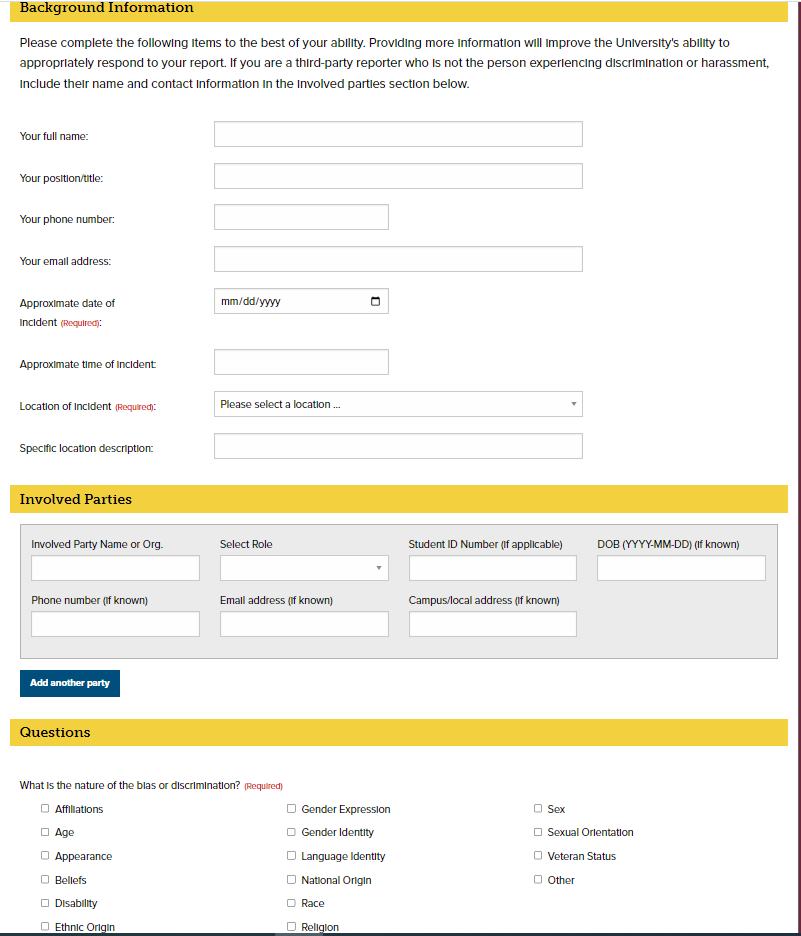 Background Information
Please complete the following items to the best of your ability. Providing more information will improve the University's ability to
appropriately respond to your report. If you are a third-party reporter who is not the person experiencing discrimination or harassment,
include their name and contact information in the involved parties section below.
Your full name:
Your position/title:
Your phone number:
Your email address:
Approximate date of
incident (Required):
mm/dd/yyyy
Approximate time of incident:
Location of incident (Required):
Please select a location ...
Specific location description:
Involved Parties
Involved Party Name or Org. Select Role Student ID Number (if applicable) DOB (YYYY-MM-DD) (if known)
Phone number (if known) Email address (if known) Campus/local address (if known)
Add another party
Questions
What is the nature of the bias or discrimination? (Required)
Affiliations Gender Expression Sex
Age Gender Identity Sexual Orientation
Appearance Language Identity Veteran Status
Beliefs National Origin Other
Disability Race
Ethnic Origin Religion